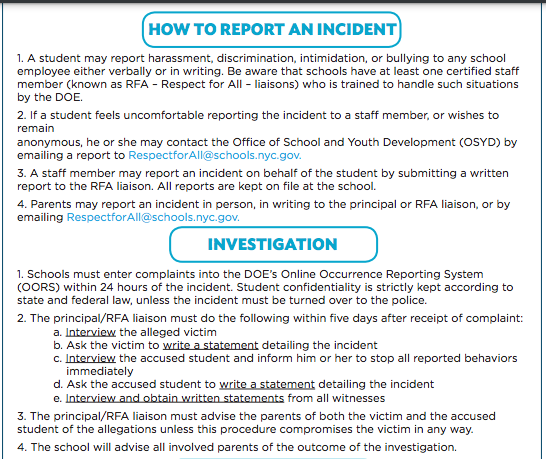 HOW TO REPORT AN INCIDENT
1. A student may report harassment, discrimination, intimidation, or bullying to any school
employee either verbally or in writing. Be aware that schools have at least one certified staff
member (known as RFA – Respect for All – liaisons) who is trained to handle such situations
by the DOE.
2. If a student feels uncomfortable reporting the incident to a staff member, or wishes to
remain
anonymous, he or she may contact the Office of School and Youth Development (OSYD) by
emailing a report to RespectforAll@schools.nyc.gov.
3. A staff member may report an incident on behalf of the student by submitting a written
report to the RFA liaison. All reports are kept on file at the school.
4. Parents may report an incident in person, in writing to the principal or RFA liaison, or by
emailing RespectforAll@schools.nyc.gov.
INVESTIGATION
1. Schools must enter complaints into the DOE's Online Occurrence Reporting System
(OORS) within 24 hours of the incident. Student confidentiality is strictly kept according to
state and federal law, unless the incident must be turned over to the police.
2. The principal/RFA liaison must do the following within five days after receipt of complaint:
a. Interview the alleged victim
b. Ask the victim to write a statement detailing the incident
c. Interview the accused student and inform him or her to stop all reported behaviors
immediately
d. Ask the accused student to write a statement detailing the incident
e. Interview and obtain written statements from all witnesses
3. The principal/RFA liaison must advise the parents of both the victim and the accused
student of the allegations unless this procedure compromises the victim in any way.
4. The school will advise all involved parents of the outcome of the investigation.